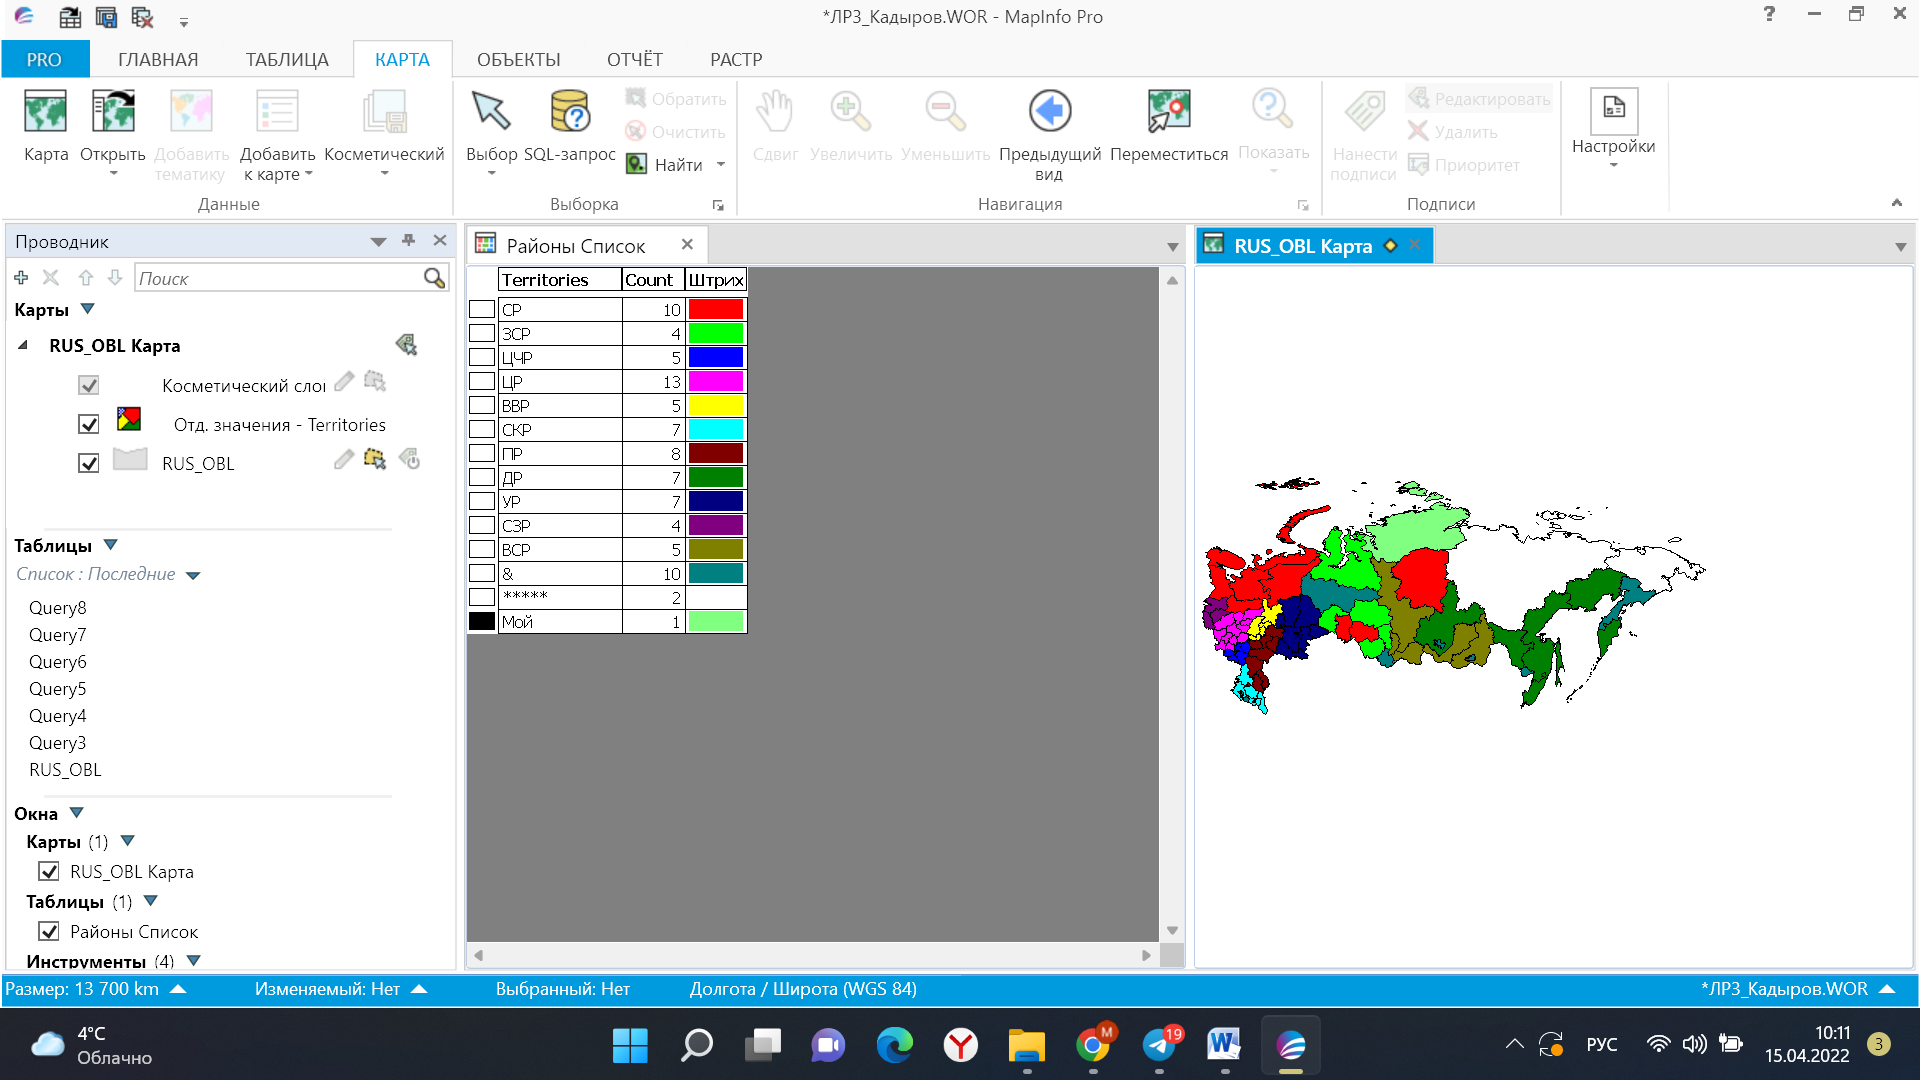 *ЛР3_Кадыров.WOR - MapInfo Pro
PRO ГЛАВНАЯ ТАБЛИЦА КАРТА ОБЪЕКТЫ ОТЧЁТ РАСТР
Карта
Открыть
Добавить тематику
Добавить к карте
Косметический
Данные
Выбор
SQL-запрос
Обратить
Очистить
Найти
Выборка
Сдвиг
Увеличить
Уменьшить
Предыдущий вид
Переместиться
Показать
Навигация
Нанести подписи
Редактировать
Удалить
Приоритет
Подписи
Настройки
Проводник
Поиск
Карты
RUS_OBL Карта
Косметический сло
Отд. значения - Territories
RUS_OBL
Таблицы
Список : Последние
Query8
Query7
Query6
Query5
Query4
Query3
RUS_OBL
Окна
Карты (1)
RUS_OBL Карта
Таблицы (1)
Районы Список
Инструменты (4)
Районы Список
Territories Count Штрих
СР 10
ЗСР 4
ЦЧР 5
ЦР 13
ВВР 5
СКР 7
ПР 8
ДР 7
УР 7
СЗР 4
ВСР 5
& 10
***** 2
Мой 1
RUS_OBL Карта
Размер: 13 700 km Изменяемый: Нет Выбранный: Нет Долгота / Широта (WGS 84) *ЛР3_Кадыров.WOR
4°C
Облачно
M
19
РУС
10:11
15.04.2022
3